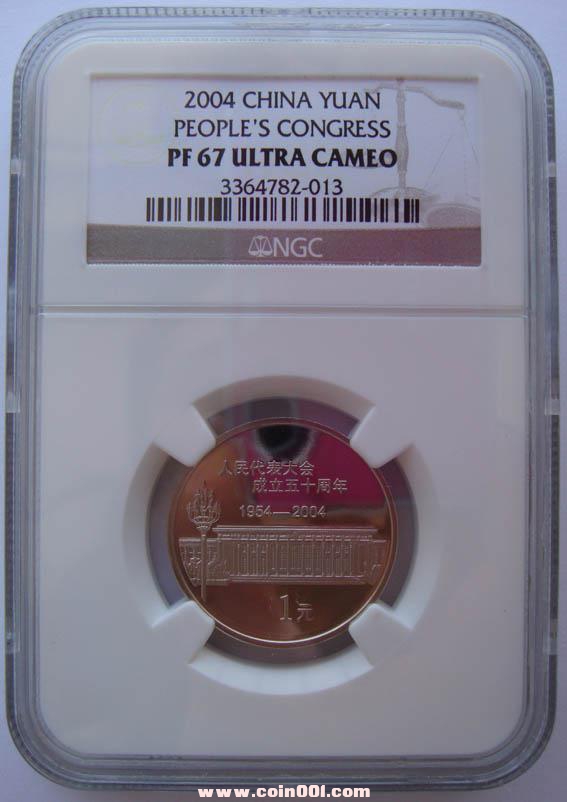 2004 CHINA YUAN
PEOPLE'S CONGRESS
PF 67 ULTRA CAMEO
3364782-013
NGC
人民代表大会
成立五十周年
1954—2004
1元
www.coin001.com